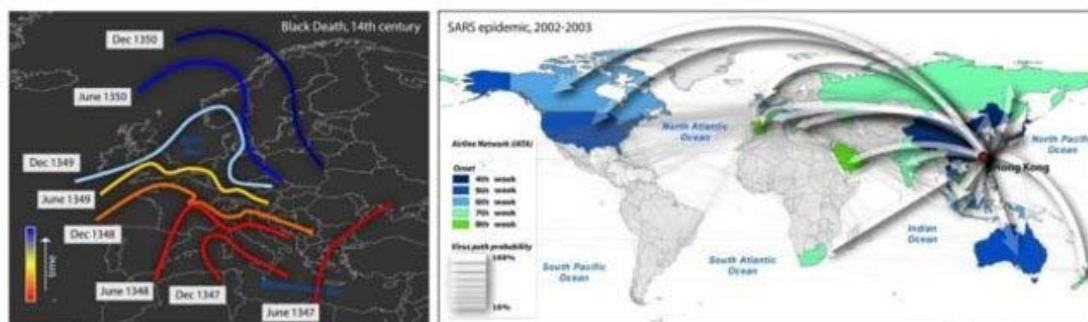 Black Death, 14th century
Dec 1350
June 1350
Dec 1349
June 1349
Dec 1348
June 1348
Dec 1347
June 1347
time
SARS epidemic, 2002-2003
North Atlantic
Ocean
North Pacific
Ocean
Hong Kong
Airline Network (IATA)
Onset
4th week
5th week
6th week
7th week
8th week
Virus path probability
100%
10%
Indian
Ocean
South Pacific
Ocean
South Atlantic
Ocean